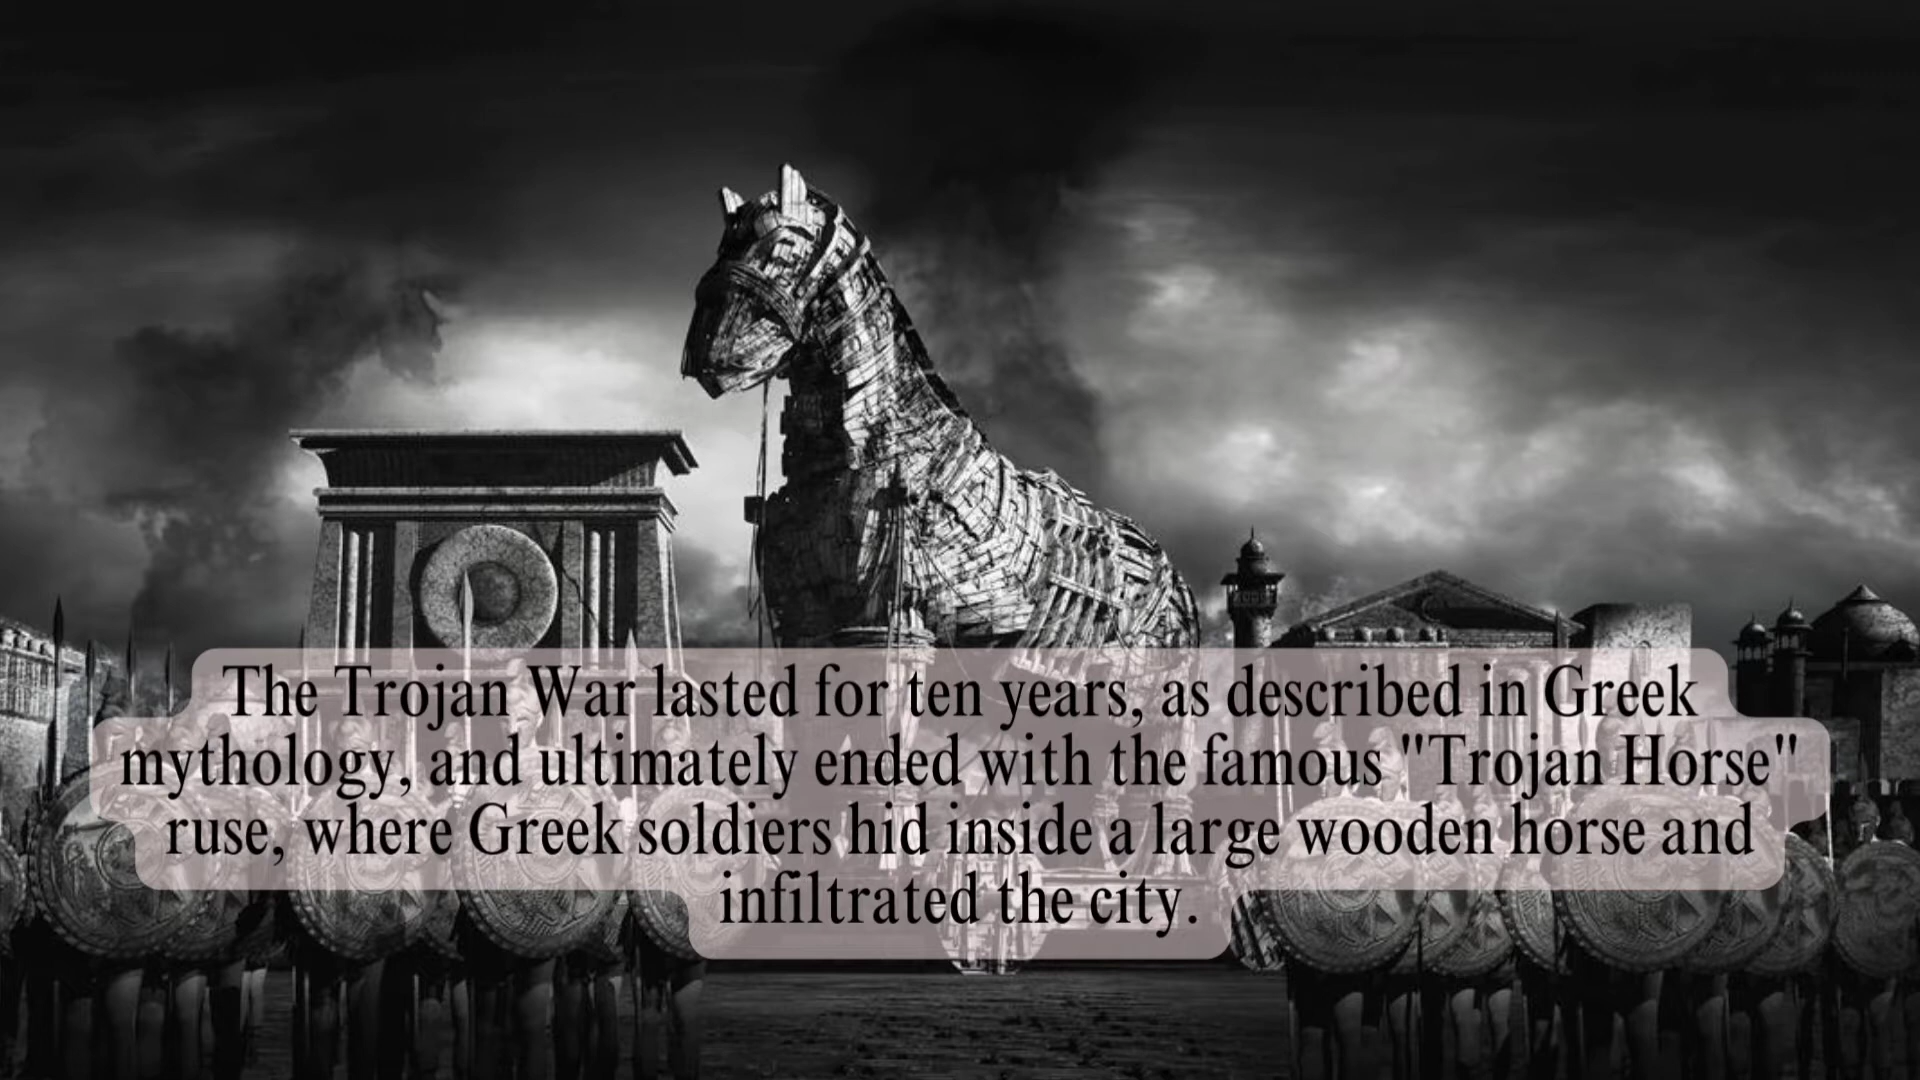 The Trojan War lasted for ten years, as described in Greek
mythology, and ultimately ended with the famous "Trojan Horse"
ruse, where Greek soldiers hid inside a large wooden horse and
infiltrated the city.